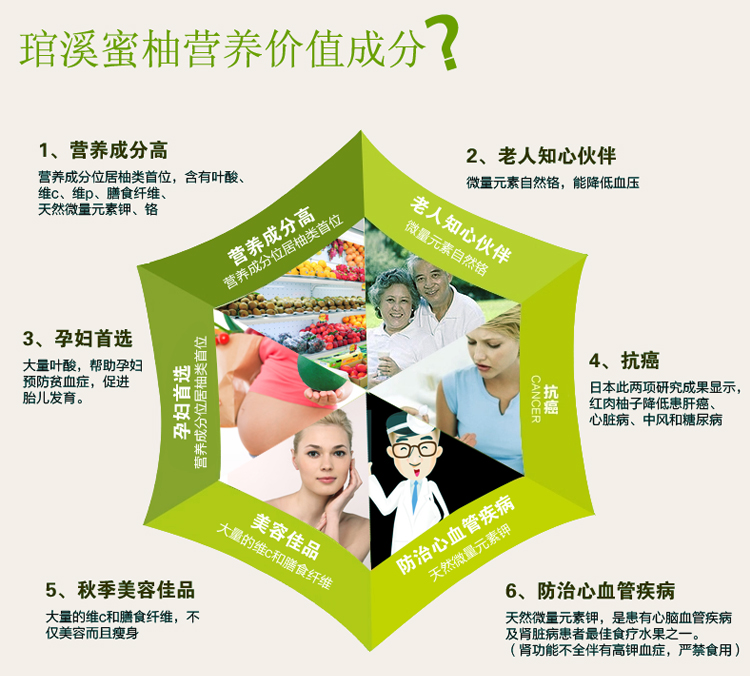 琯溪蜜柚营养价值成分?
1、营养成分高
营养成分位居柚类首位，含有叶酸、
维c、维p、膳食纤维、
天然微量元素钾、铬
2、老人知心伙伴
微量元素自然铬，能降低血压
营养成分高
营养成分位居柚类首位
老人知心伙伴
微量元素自然铬
3、孕妇首选
大量叶酸，帮助孕妇
预防贫血症，促进
胎儿发育。
孕妇首选
营养成分位居柚类首位
抗癌
CANCER
4、抗癌
日本此两项研究成果显示，
红肉柚子降低患肝癌、
心脏病、中风和糖尿病
美容佳品
大量的维c和膳食纤维
防治心血管疾病
天然微量元素钾
5、秋季美容佳品
大量的维c和膳食纤维，不
仅美容而且瘦身
6、防治心血管疾病
天然微量元素钾，是患有心脑血管疾病
及肾脏病患者最佳食疗水果之一。
（肾功能不全伴有高钾血症，严禁食用）